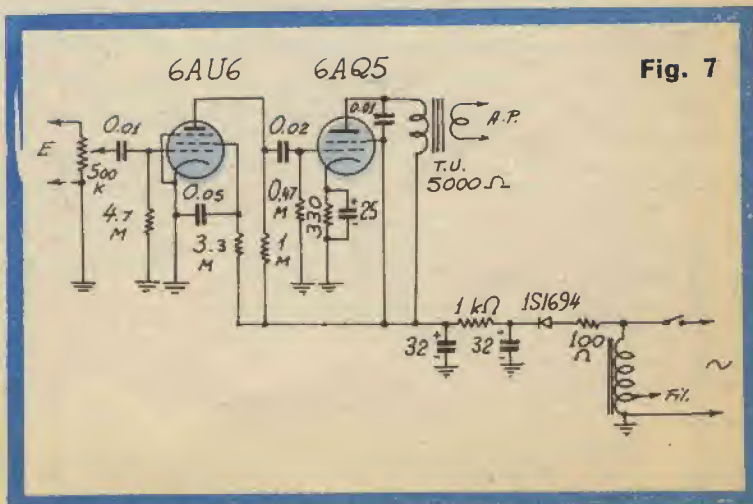 6AU6
6AQ5
Fig. 7
E
500
K
0.01
4.7
M
0.05
3.3
M
0.02
1
M
0.47
M
330
25
0.01
T.U.
5000 Ω
A.P.
32
1 kΩ
32
1S1694
100
Ω
Fil.
~